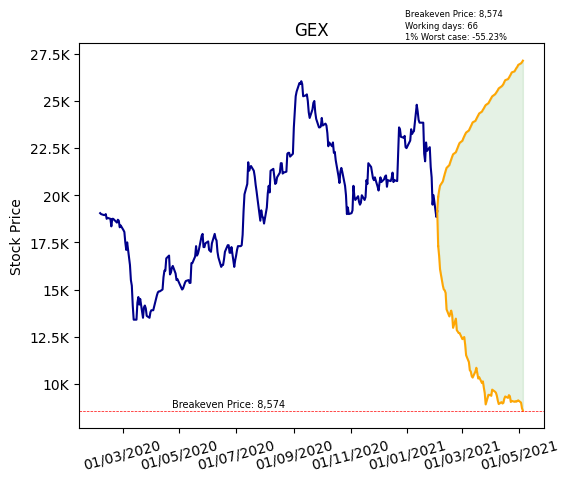 Breakeven Price: 8,574
Working days: 66
1% Worst case: -55.23%
GEX
27.5K
25K
22.5K
20K
17.5K
15K
12.5K
10K
Stock Price
Breakeven Price: 8,574
01/03/2020
01/05/2020
01/07/2020
01/09/2020
01/11/2020
01/01/2021
01/03/2021
01/05/2021